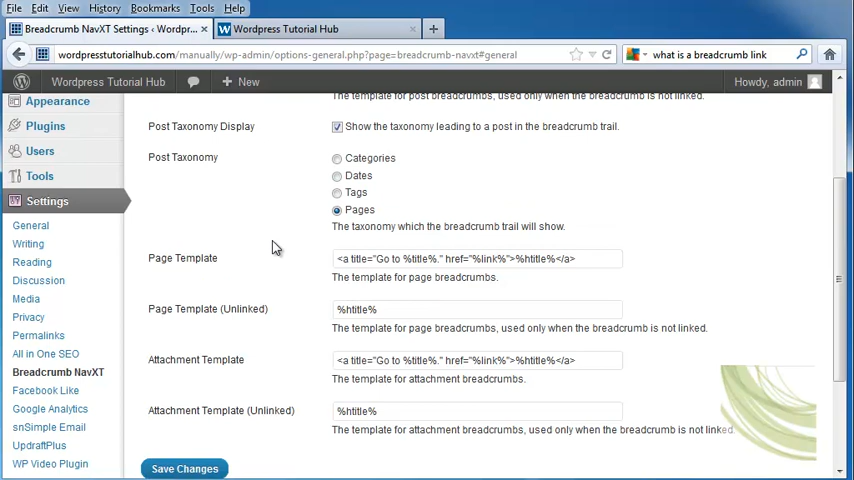 File Edit View History Bookmarks Tools Help
Breadcrumb NavXT Settings ‹ Wordpr... × Wordpress Tutorial Hub × +
wordpresstutorialhub.com/manually/wp-admin/options-general.php?page=breadcrumb-navxt#general what is a breadcrumb link
Wordpress Tutorial Hub + New Howdy, admin
Appearance
Plugins
Users
Tools
Settings
General
Writing
Reading
Discussion
Media
Privacy
Permalinks
All in One SEO
Breadcrumb NavXT
Facebook Like
Google Analytics
snSimple Email
UpdraftPlus
WP Video Plugin
The template for post breadcrumbs, used only when the breadcrumb is not linked.
Post Taxonomy Display Show the taxonomy leading to a post in the breadcrumb trail.
Post Taxonomy Categories
Dates
Tags
Pages
The taxonomy which the breadcrumb trail will show.
Page Template <a title="Go to %title%." href="%link%">%htitle%</a>
The template for page breadcrumbs.
Page Template (Unlinked) %htitle%
The template for page breadcrumbs, used only when the breadcrumb is not linked.
Attachment Template <a title="Go to %title%." href="%link%">%htitle%</a>
The template for attachment breadcrumbs.
Attachment Template (Unlinked) %htitle%
The template for attachment breadcrumbs, used only when the breadcrumb is not linked.
Save Changes